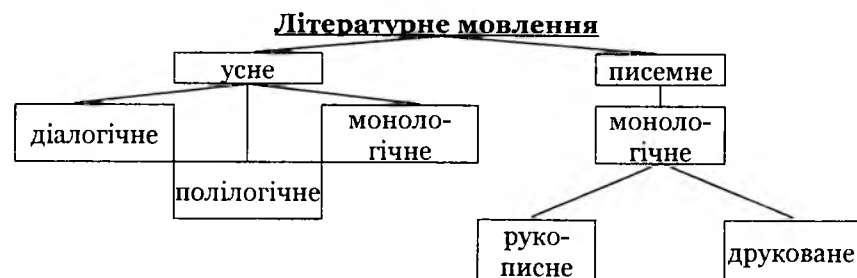 Літературне мовлення
усне
писемне
діалогічне
моноло-
гічне
моноло-
гічне
полілогічне
руко-
писне
друковане